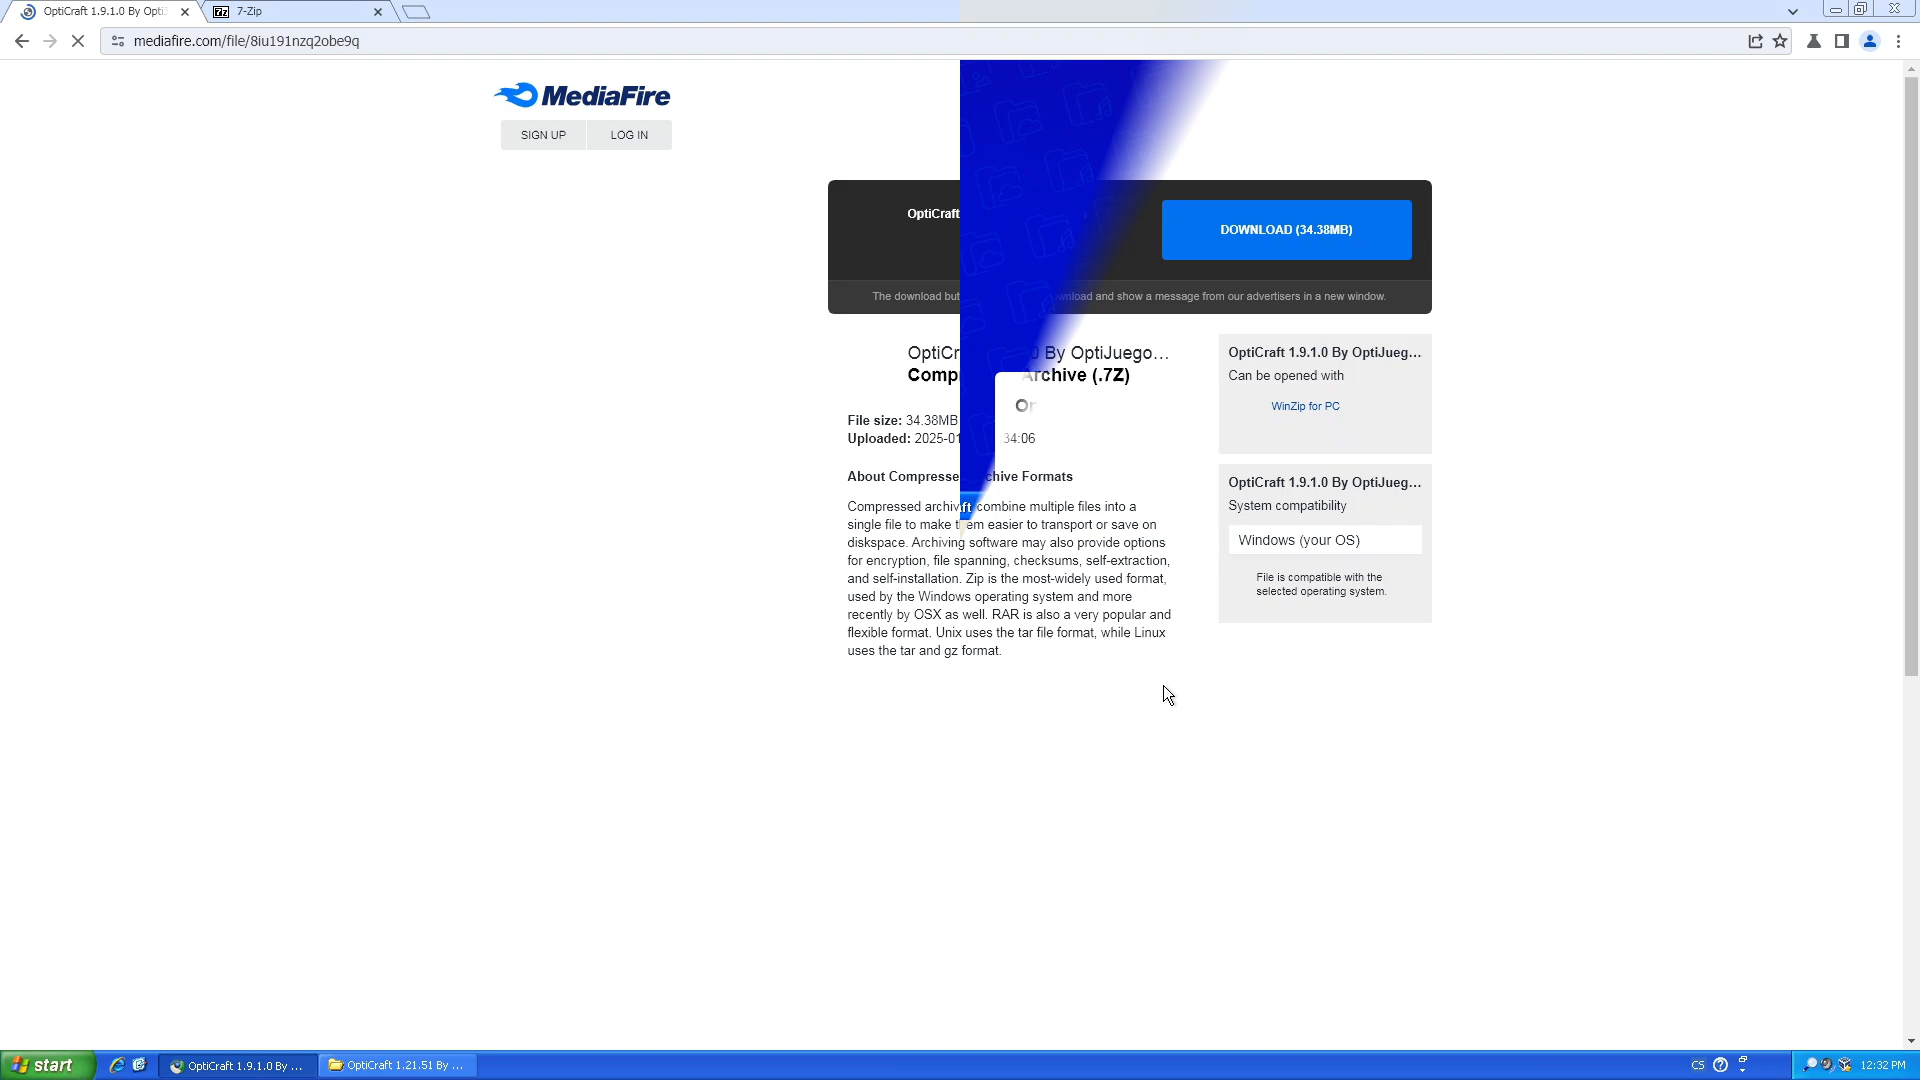 OptiCraft 1.9.1.0 By Opti
7-Zip
mediafire.com/file/8iu191nzq2obe9q
MediaFire
SIGN UP
LOG IN
OptiCraft
DOWNLOAD (34.38MB)
The download but
wnload and show a message from our advertisers in a new window.
OptiCr
0 By OptiJuego...
Comp
Archive (.7Z)
Or
File size: 34.38MB
Uploaded: 2025-01
34:06
About Compresse
chive Formats
Compressed archiv
ft
combine multiple files into a
single file to make them easier to transport or save on
diskspace. Archiving software may also provide options
for encryption, file spanning, checksums, self-extraction,
and self-installation. Zip is the most-widely used format,
used by the Windows operating system and more
recently by OSX as well. RAR is also a very popular and
flexible format. Unix uses the tar file format, while Linux
uses the tar and gz format.
OptiCraft 1.9.1.0 By OptiJueg...
Can be opened with
WinZip for PC
OptiCraft 1.9.1.0 By OptiJueg...
System compatibility
Windows (your OS)
File is compatible with the
selected operating system.
start
OptiCraft 1.9.1.0 By ...
OptiCraft 1.21.51 By ...
CS
12:32 PM